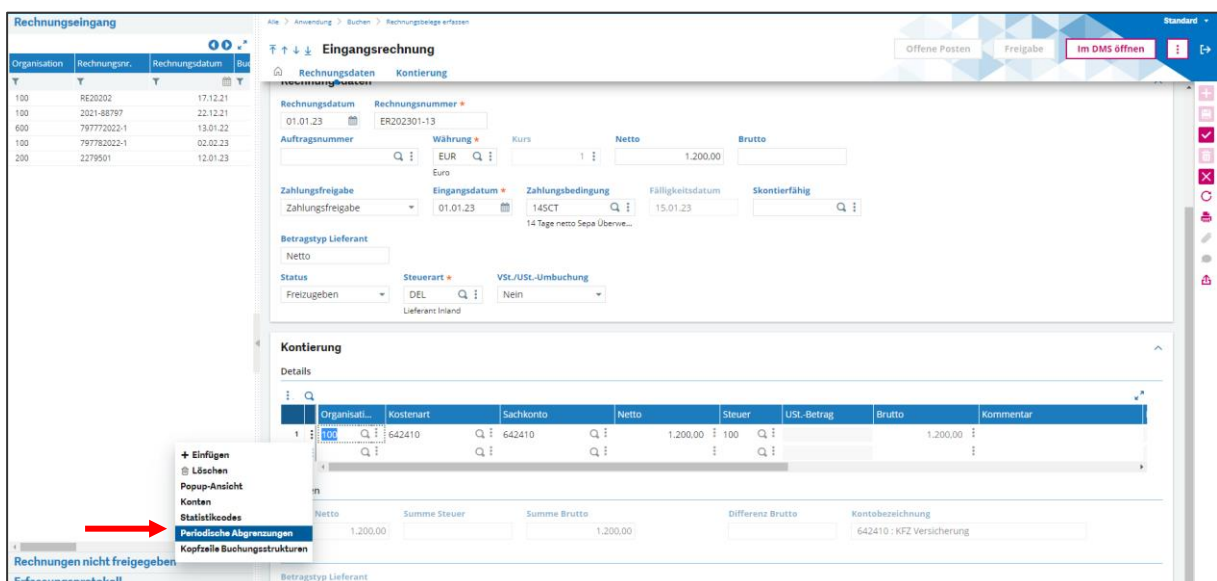 Rechnungseingang
Organisation Rechnungsnr. Rechnungsdatum
100 RE20202 17.12.21
100 2021-88797 22.12.21
600 797772022-1 13.01.22
100 797782022-1 02.02.23
200 2279501 12.01.23
Rechnungen nicht freigegeben
Erfassungsprotokoll
Alle > Anwendung > Buchen > Rechnungsbelege erfassen
Standard
Eingangsrechnung
Offene Posten Freigabe Im DMS öffnen
Rechnungsdaten Kontierung
Rechnungsdaten
Rechnungsdatum Rechnungsnummer *
01.01.23 ER202301-13
Auftragsnummer Währung * Kurs Netto Brutto
EUR 1 1.200,00
Euro
Zahlungsfreigabe Eingangsdatum * Zahlungsbedingung Fälligkeitsdatum Skontierfähig
Zahlungsfreigabe 01.01.23 14SCT 15.01.23
14 Tage netto Sepa Überwe...
Betragstyp Lieferant
Netto
Status Steuerart * VSt./USt.-Umbuchung
Freizugeben DEL Nein
Lieferant Inland
Kontierung
Details
Organisati... Kostenart Sachkonto Netto Steuer USt.-Betrag Brutto Kommentar
1 100 642410 642410 1.200,00 100 1.200,00
+ Einfügen
Löschen
Popup-Ansicht
Konten
Statistikcodes
Periodische Abgrenzungen
Kopfzeile Buchungsstrukturen
Netto Summe Steuer Summe Brutto Differenz Brutto Kontobezeichnung
1.200,00 1.200,00 642410 : KFZ Versicherung
Betragstyp Lieferant